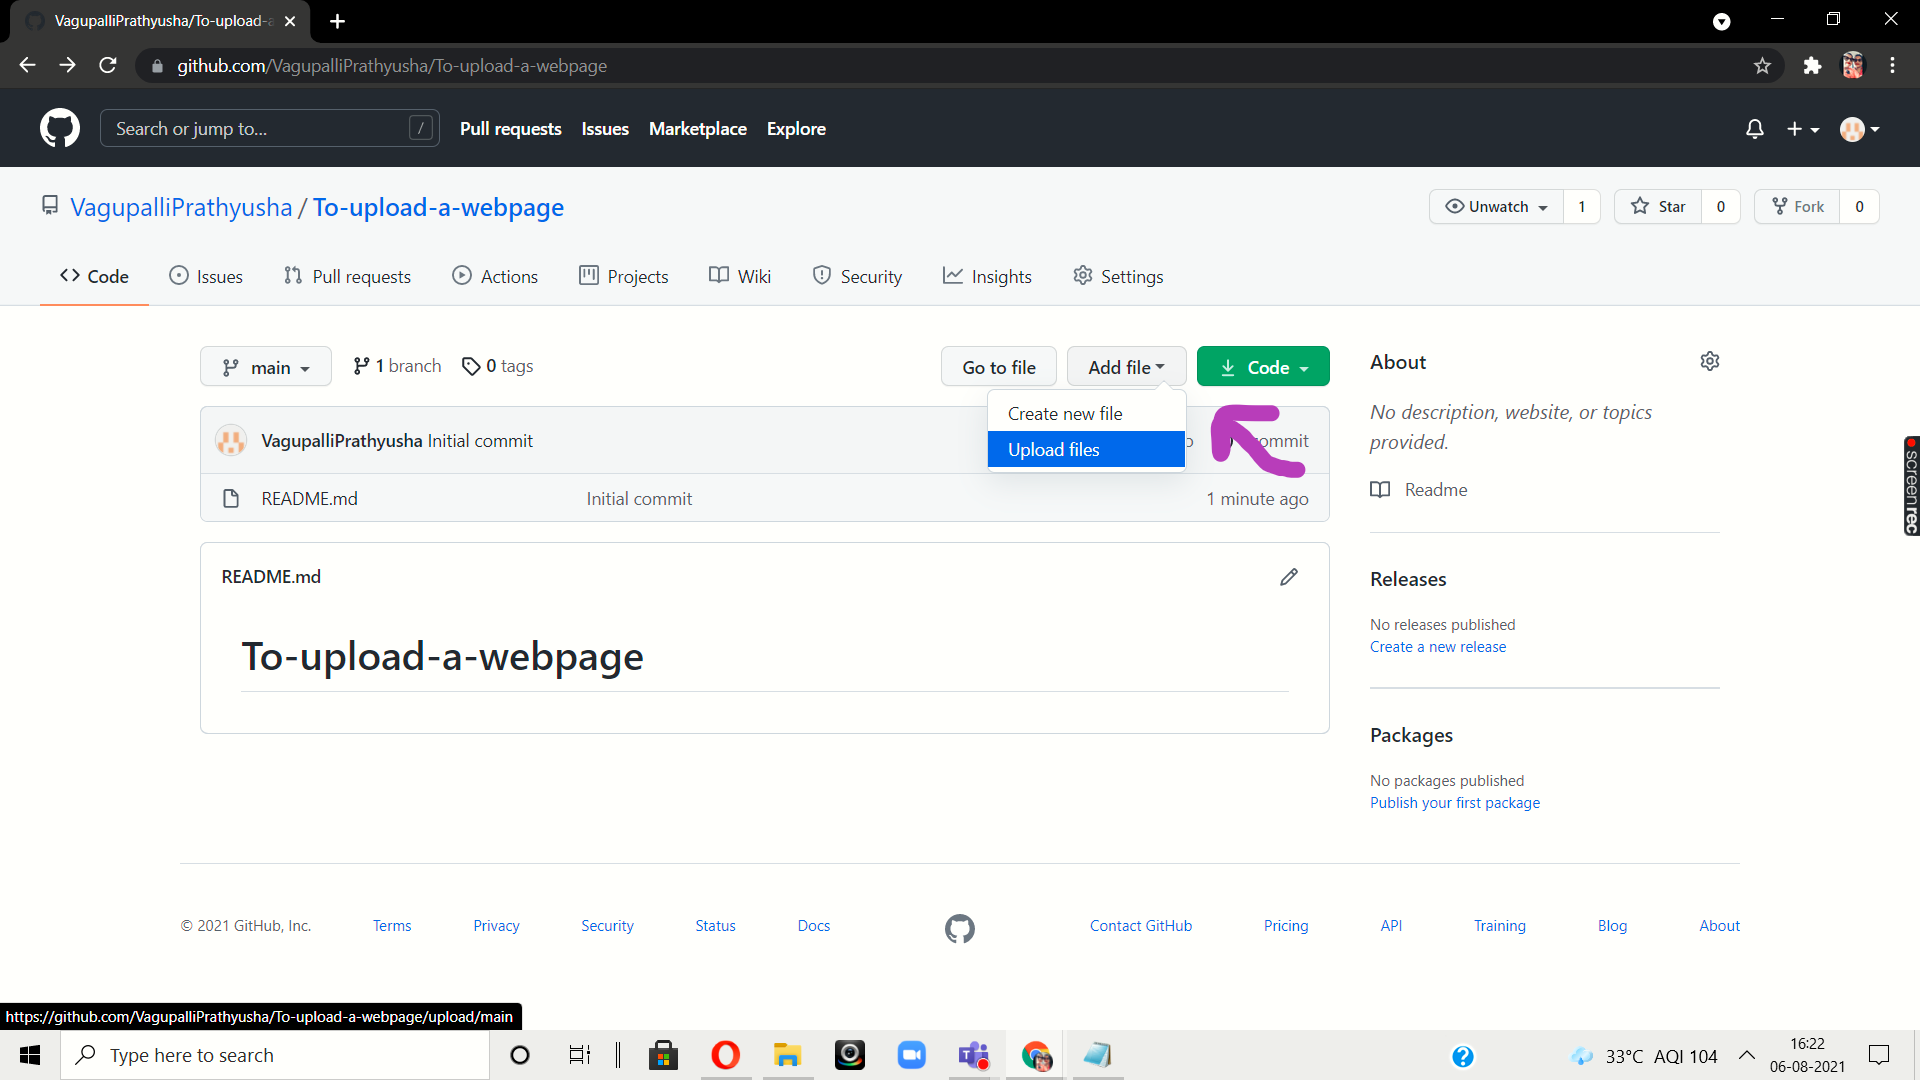 VagupalliPrathyusha/To-upload-a
github.com/VagupalliPrathyusha/To-upload-a-webpage
Search or jump to... /
Pull requests Issues Marketplace Explore
VagupalliPrathyusha / To-upload-a-webpage
Unwatch 1 Star 0 Fork 0
Code Issues Pull requests Actions Projects Wiki Security Insights Settings
main 1 branch 0 tags Go to file Add file Code
Create new file
Upload files
VagupalliPrathyusha Initial commit
README.md Initial commit 1 minute ago
README.md
To-upload-a-webpage
About
No description, website, or topics
provided.
Readme
Releases
No releases published
Create a new release
Packages
No packages published
Publish your first package
screenrec
© 2021 GitHub, Inc. Terms Privacy Security Status Docs Contact GitHub Pricing API Training Blog About
https://github.com/VagupalliPrathyusha/To-upload-a-webpage/upload/main
Type here to search
33°C AQI 104
16:22
06-08-2021